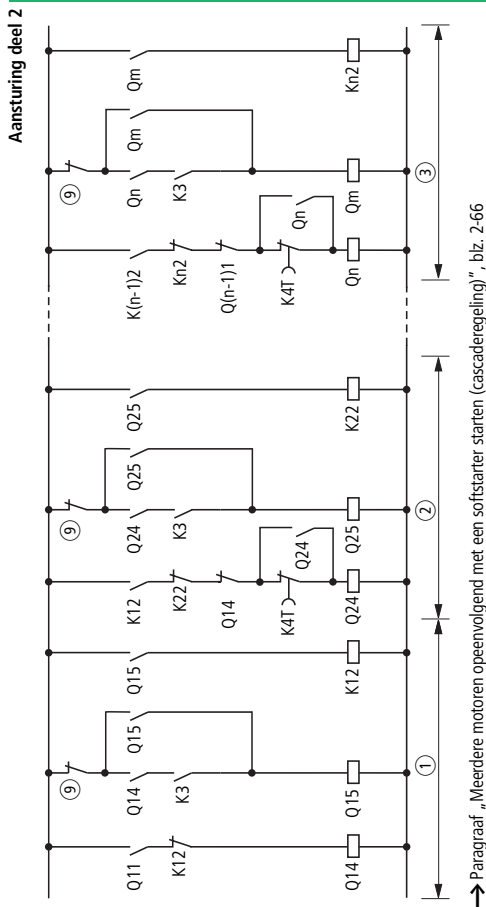 Aansturing deel 2
Q11
K12
Q14
⑨
Q14
K3
Q15
Q15
Q15
K12
①
K12
K22
Q14
K4T
Q24
Q24
⑨
Q24
K3
Q25
Q25
Q25
K22
②
K(n-1)2
Kn2
Q(n-1)1
K4T
Qn
Qn
⑨
Qn
K3
Qm
Qm
Qm
Kn2
③
→ Paragraaf „Meerdere motoren opeenvolgend met een softstarter starten (cascaderegeling)”, blz. 2-66